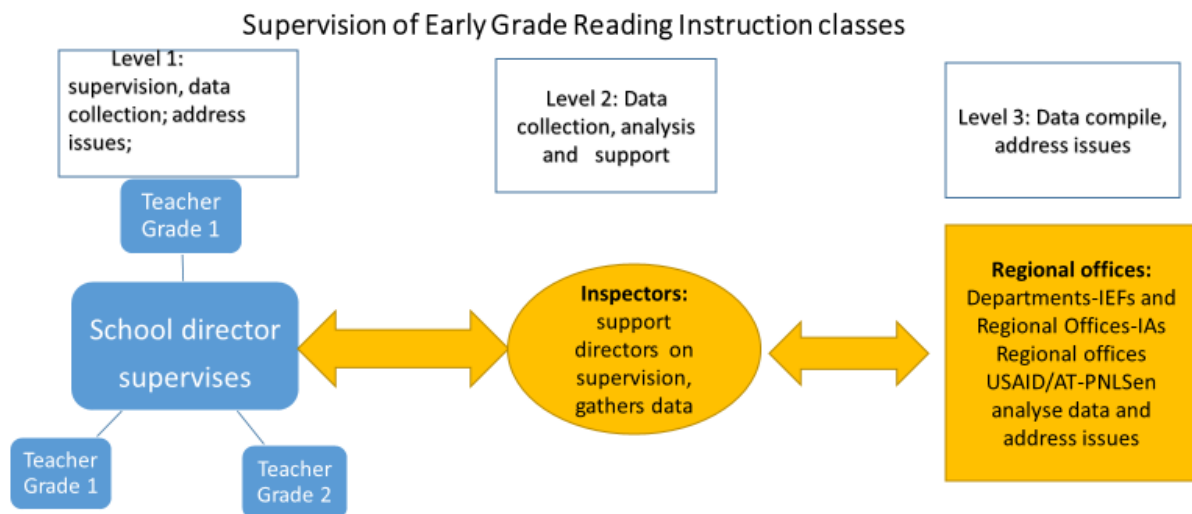 Supervision of Early Grade Reading Instruction classes
Level 1:
supervision, data
collection; address
issues;
Level 2: Data
collection, analysis
and support
Level 3: Data compile,
address issues
Teacher
Grade 1
School director
supervises
Teacher
Grade 1
Teacher
Grade 2
Inspectors:
support
directors on
supervision,
gathers data
Regional offices:
Departments-IEFs and
Regional Offices-IAs
Regional offices
USAID/AT-PNLSen
analyse data and
address issues